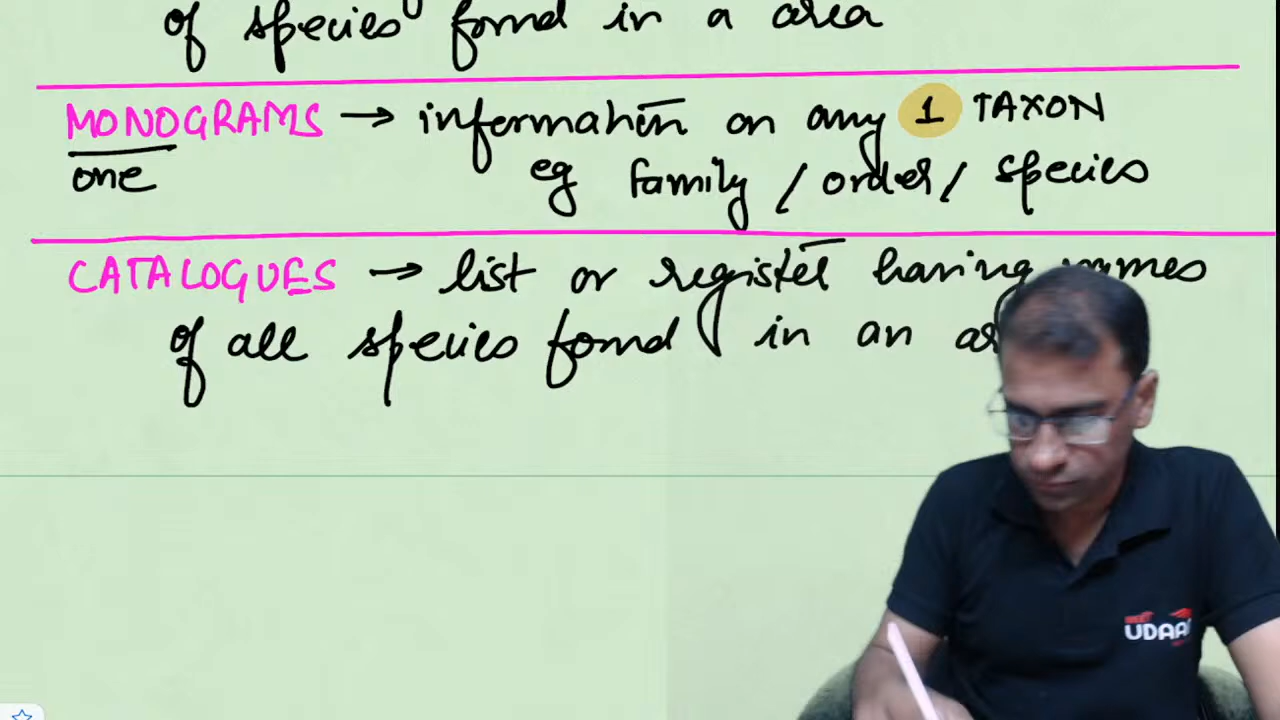 of species found in a area
MONOGRAMS → information on any 1 TAXON
one
eg family / order / species
CATALOGUES → list or register having names
of all species found in an
UDAAN